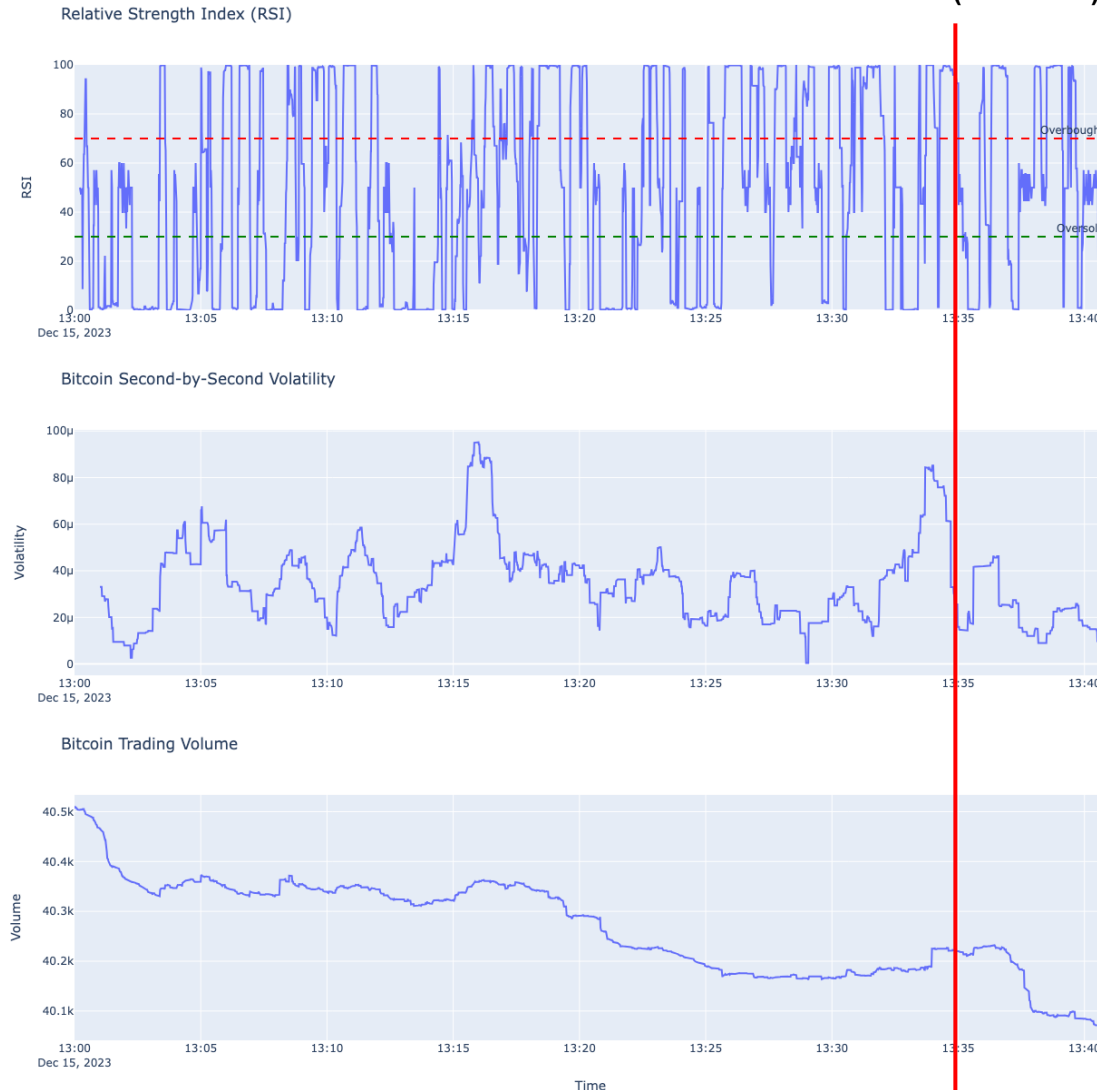 Relative Strength Index (RSI)
100
80
60
40
20
0
RSI
Overbough
Oversol
13:00 13:05 13:10 13:15 13:20 13:25 13:30 13:35 13:40
Dec 15, 2023
Bitcoin Second-by-Second Volatility
100μ
80μ
60μ
40μ
20μ
0
Volatility
13:00 13:05 13:10 13:15 13:20 13:25 13:30 13:35 13:40
Dec 15, 2023
Bitcoin Trading Volume
40.5k
40.4k
40.3k
40.2k
40.1k
Volume
13:00 13:05 13:10 13:15 13:20 13:25 13:30 13:35 13:40
Dec 15, 2023
Time